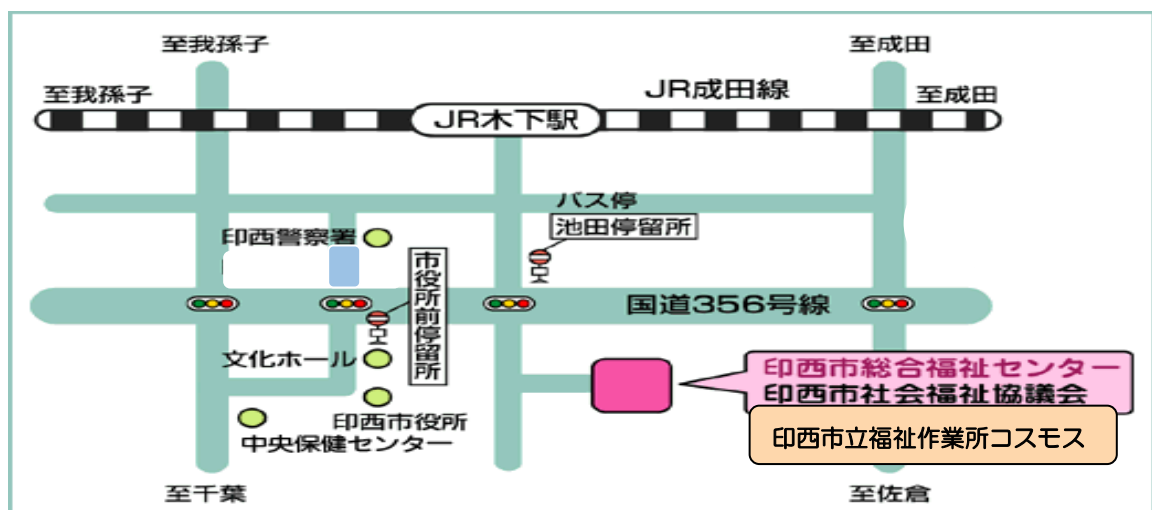 至我孫子
至成田
至我孫子
JR成田線
至成田
JR木下駅
バス停
池田停留所
印西警察署
市役所前停留所
国道356号線
文化ホール
印西市総合福祉センター
印西市社会福祉協議会
印西市役所
中央保健センター
印西市立福祉作業所コスモス
至千葉
至佐倉